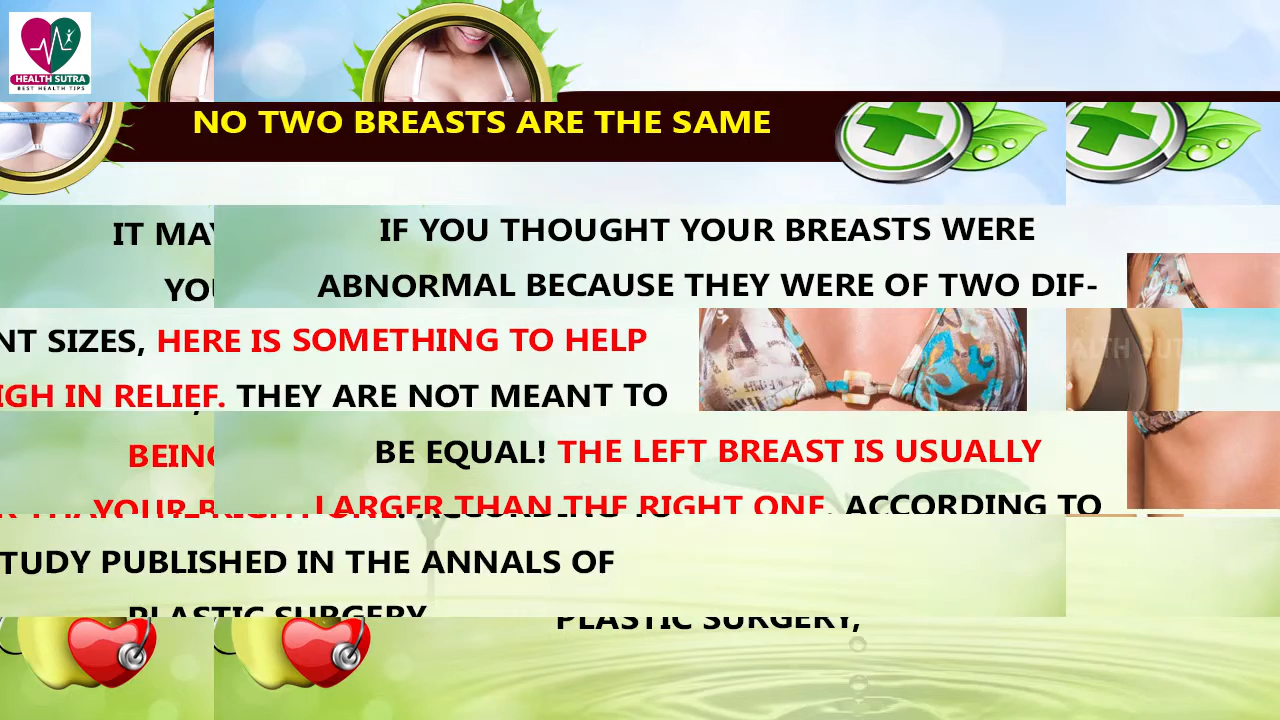 HEALTH SUTRA
BEST HEALTH TIPS
NO TWO BREASTS ARE THE SAME
IT MAY
IF YOU THOUGHT YOUR BREASTS WERE
YOU
ABNORMAL BECAUSE THEY WERE OF TWO DIF-
NT SIZES, HERE IS SOMETHING TO HELP
IGH IN RELIEF. THEY ARE NOT MEANT TO
BEING
BE EQUAL! THE LEFT BREAST IS USUALLY
LARGER THAN THE RIGHT ONE. ACCORDING TO
TUDY PUBLISHED IN THE ANNALS OF
PLASTIC SURGERY
PLASTIC SURGERY,